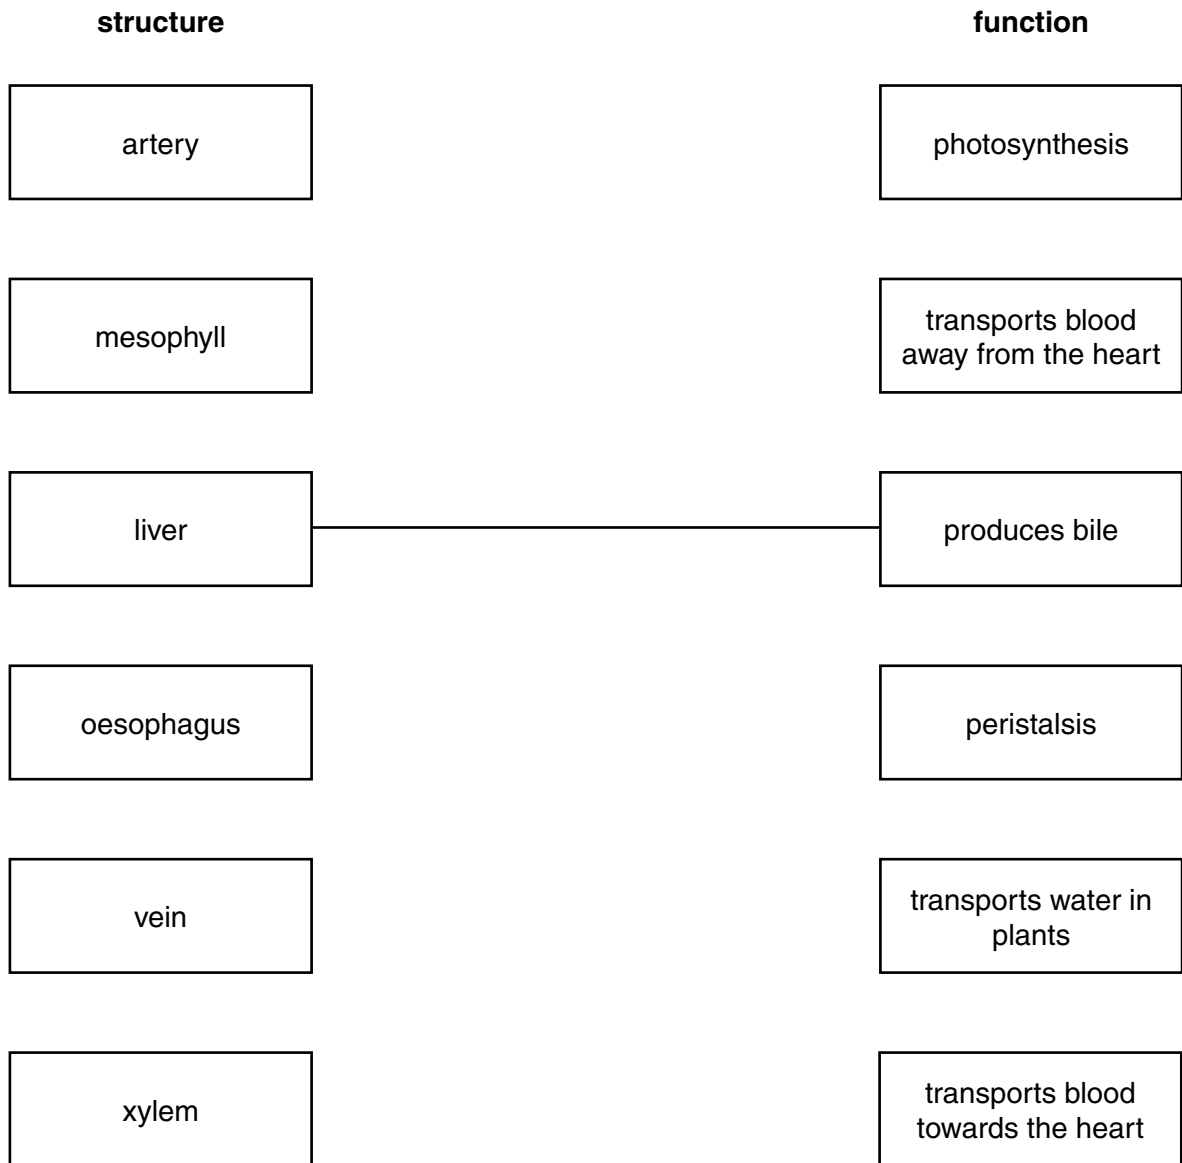 structure
function
artery
photosynthesis
mesophyll
transports blood
away from the heart
liver
produces bile
oesophagus
peristalsis
vein
transports water in
plants
xylem
transports blood
towards the heart